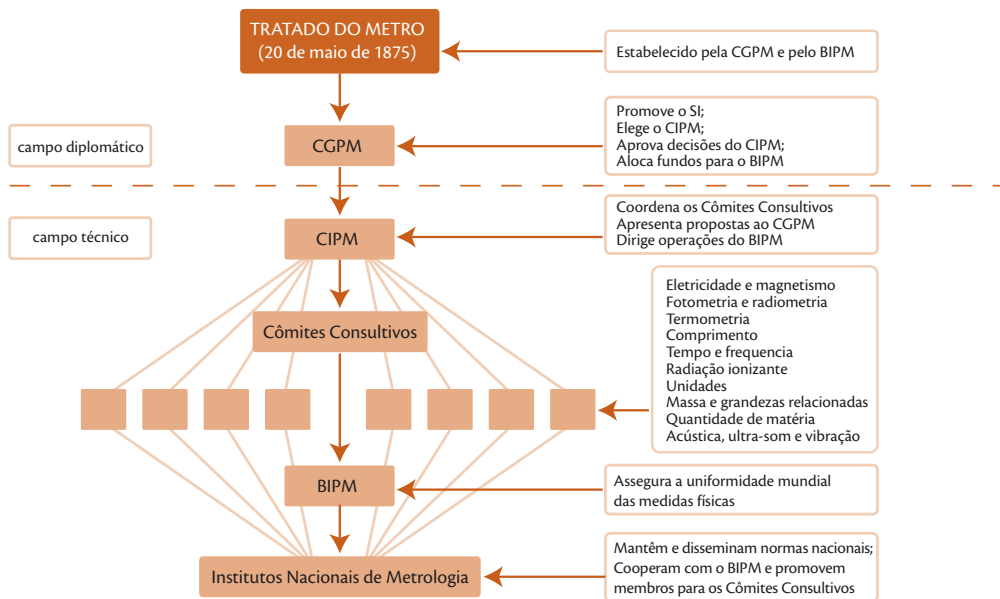 TRATADO DO METRO
(20 de maio de 1875)
Estabelecido pela CGPM e pelo BIPM
campo diplomático
CGPM
Promove o SI;
Elege o CIPM;
Aprova decisões do CIPM;
Aloca fundos para o BIPM
campo técnico
CIPM
Coordena os Cômites Consultivos
Apresenta propostas ao CGPM
Dirige operações do BIPM
Cômites Consultivos
Eletricidade e magnetismo
Fotometria e radiometria
Termometria
Comprimento
Tempo e frequencia
Radiação ionizante
Unidades
Massa e grandezas relacionadas
Quantidade de matéria
Acústica, ultra-som e vibração
BIPM
Assegura a uniformidade mundial
das medidas físicas
Institutos Nacionais de Metrologia
Mantêm e disseminam normas nacionais;
Cooperam com o BIPM e promovem
membros para os Cômites Consultivos